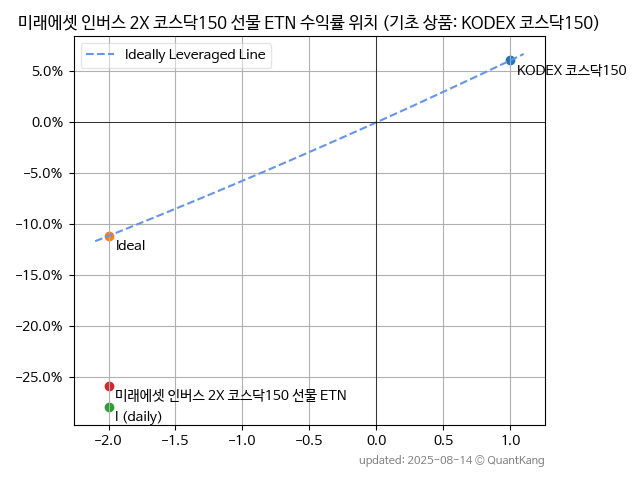 미래에셋 인버스 2X 코스닥150 선물 ETN 수익률 위치 (기초 상품: KODEX 코스닥150)
Ideally Leveraged Line
5.0%
KODEX 코스닥150
0.0%
−5.0%
−10.0%
Ideal
−15.0%
−20.0%
−25.0%
미래에셋 인버스 2X 코스닥150 선물 ETN
I (daily)
−2.0 −1.5 −1.0 −0.5 0.0 0.5 1.0
updated: 2025-08-14 © QuantKang